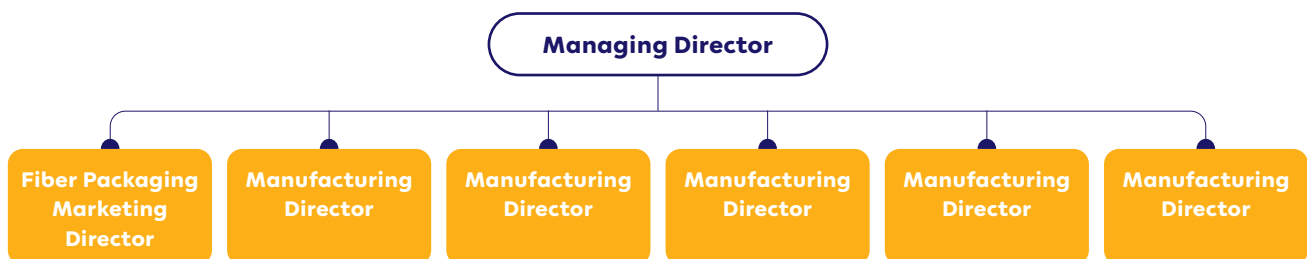 Managing Director
Fiber Packaging
Marketing
Director
Manufacturing
Director
Manufacturing
Director
Manufacturing
Director
Manufacturing
Director
Manufacturing
Director